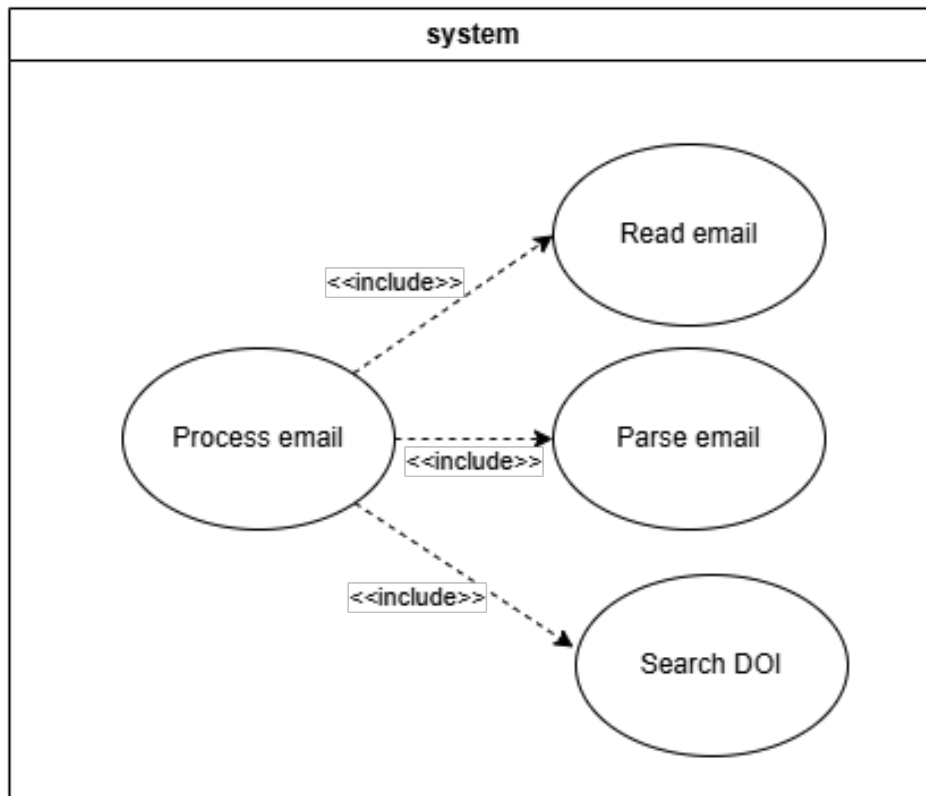 system
Read email
<<include>>
Process email
Parse email
<<include>>
<<include>>
Search DOI